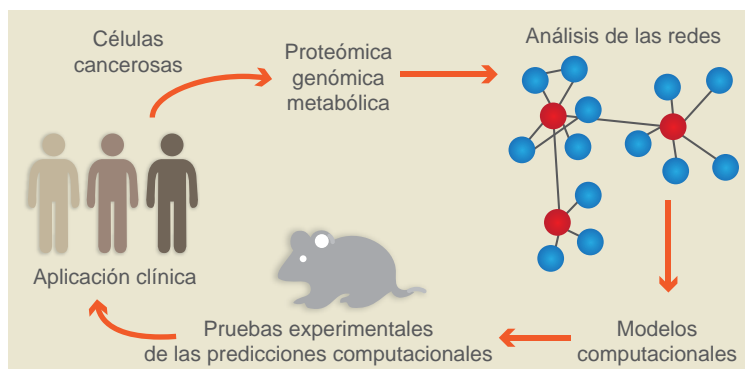 Células
cancerosas
Proteómica
genómica
metabólica
Análisis de las redes
Modelos
computacionales
Pruebas experimentales
de las predicciones computacionales
Aplicación clínica